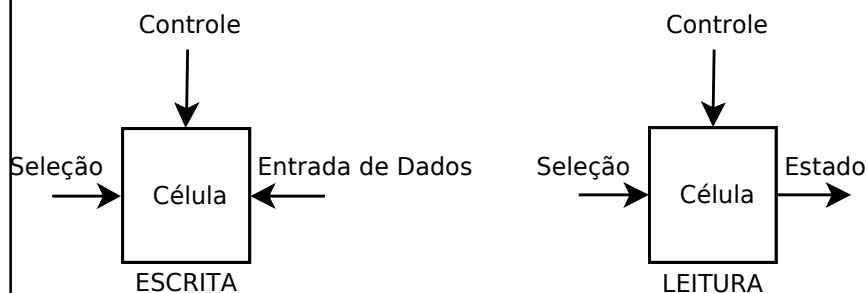 Controle
Controle
Seleção
Célula
Entrada de Dados
Seleção
Célula
Estado
ESCRITA
LEITURA